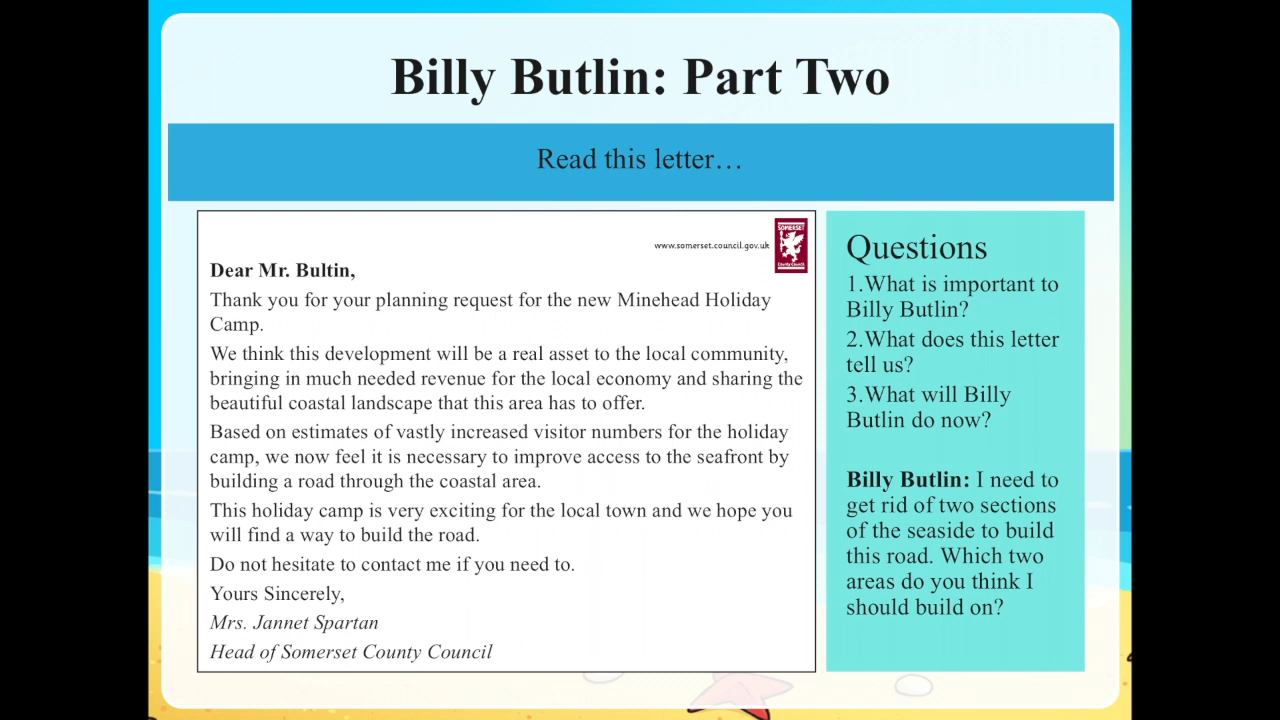 Billy Butlin: Part Two
Read this letter…
www.somerset.council.gov.uk
SOMERSET
County Council
Dear Mr. Bultin,
Thank you for your planning request for the new Minehead Holiday
Camp.
We think this development will be a real asset to the local community,
bringing in much needed revenue for the local economy and sharing the
beautiful coastal landscape that this area has to offer.
Based on estimates of vastly increased visitor numbers for the holiday
camp, we now feel it is necessary to improve access to the seafront by
building a road through the coastal area.
This holiday camp is very exciting for the local town and we hope you
will find a way to build the road.
Do not hesitate to contact me if you need to.
Yours Sincerely,
Mrs. Jannet Spartan
Head of Somerset County Council
Questions
1.What is important to
Billy Butlin?
2.What does this letter
tell us?
3.What will Billy
Butlin do now?
Billy Butlin: I need to
get rid of two sections
of the seaside to build
this road. Which two
areas do you think I
should build on?